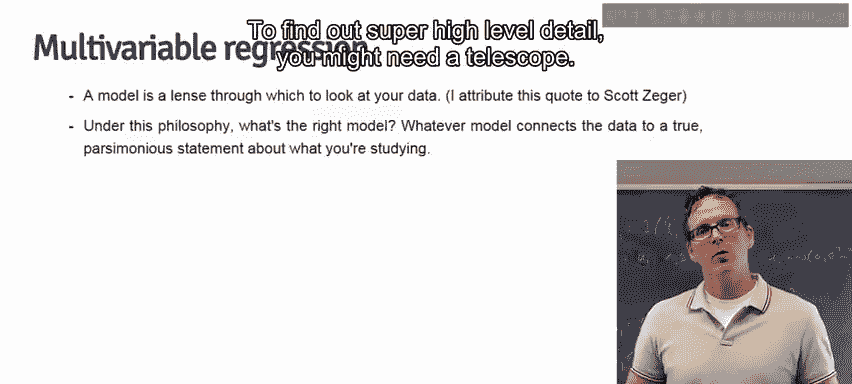 To find out super high level detail,
you might need a telescope.
Multivariable regression
- A model is a lense through which to look at your data. (I attribute this quote to Scott Zeger)
- Under this philosophy, what's the right model? Whatever model connects the data to a true,
parsimonious statement about what you're studying.